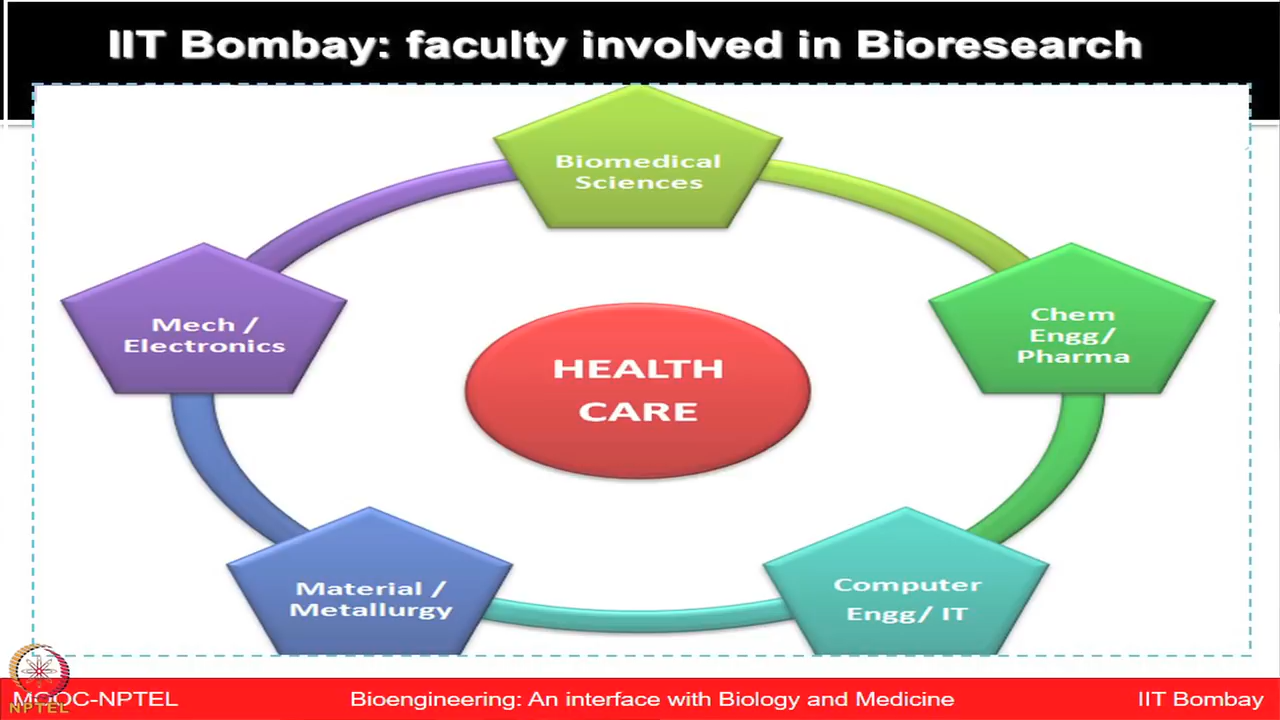 IIT Bombay: faculty involved in Bioresearch
Biomedical
Sciences
Mech /
Electronics
Chem
Engg/
Pharma
HEALTH
CARE
Material /
Metallurgy
Computer
Engg/ IT
NPTEL
MOOC-NPTEL
Bioengineering: An interface with Biology and Medicine
IIT Bombay